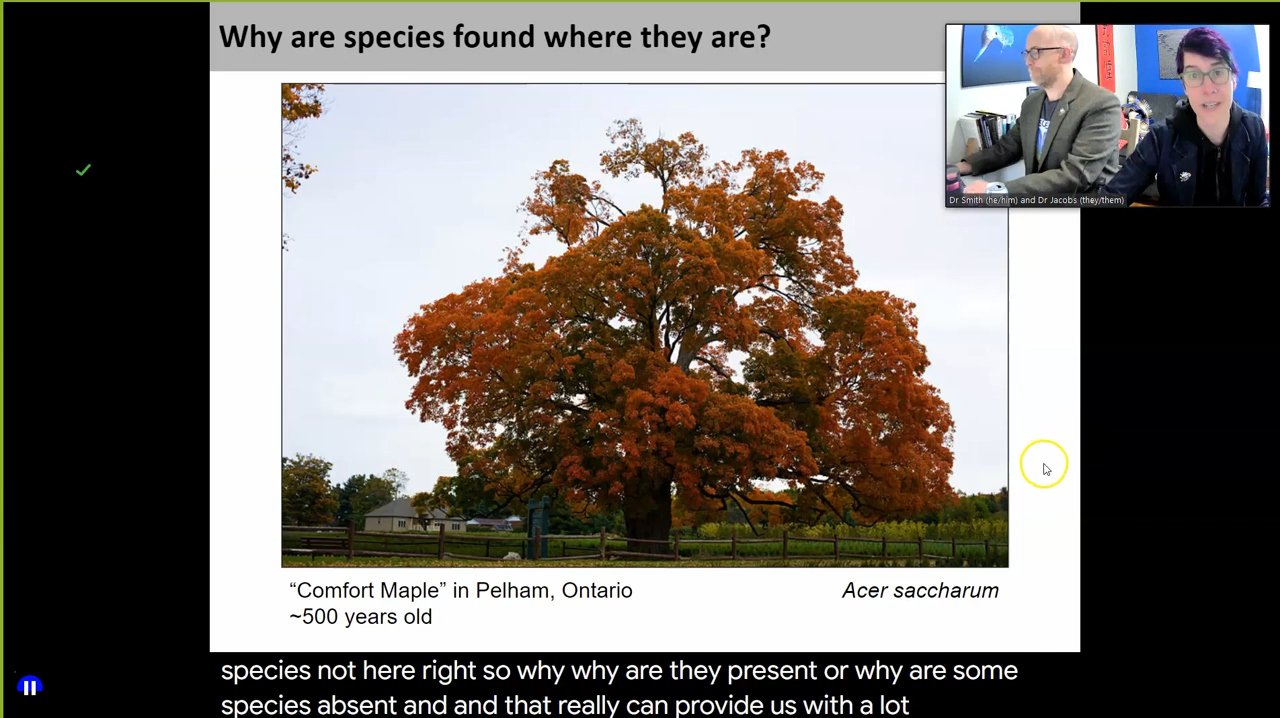 Why are species found where they are?
Dr Smith (he/him) and Dr Jacobs (they/them)
“Comfort Maple” in Pelham, Ontario
Acer saccharum
~500 years old
species not here right so why why are they present or why are some
species absent and and that really can provide us with a lot